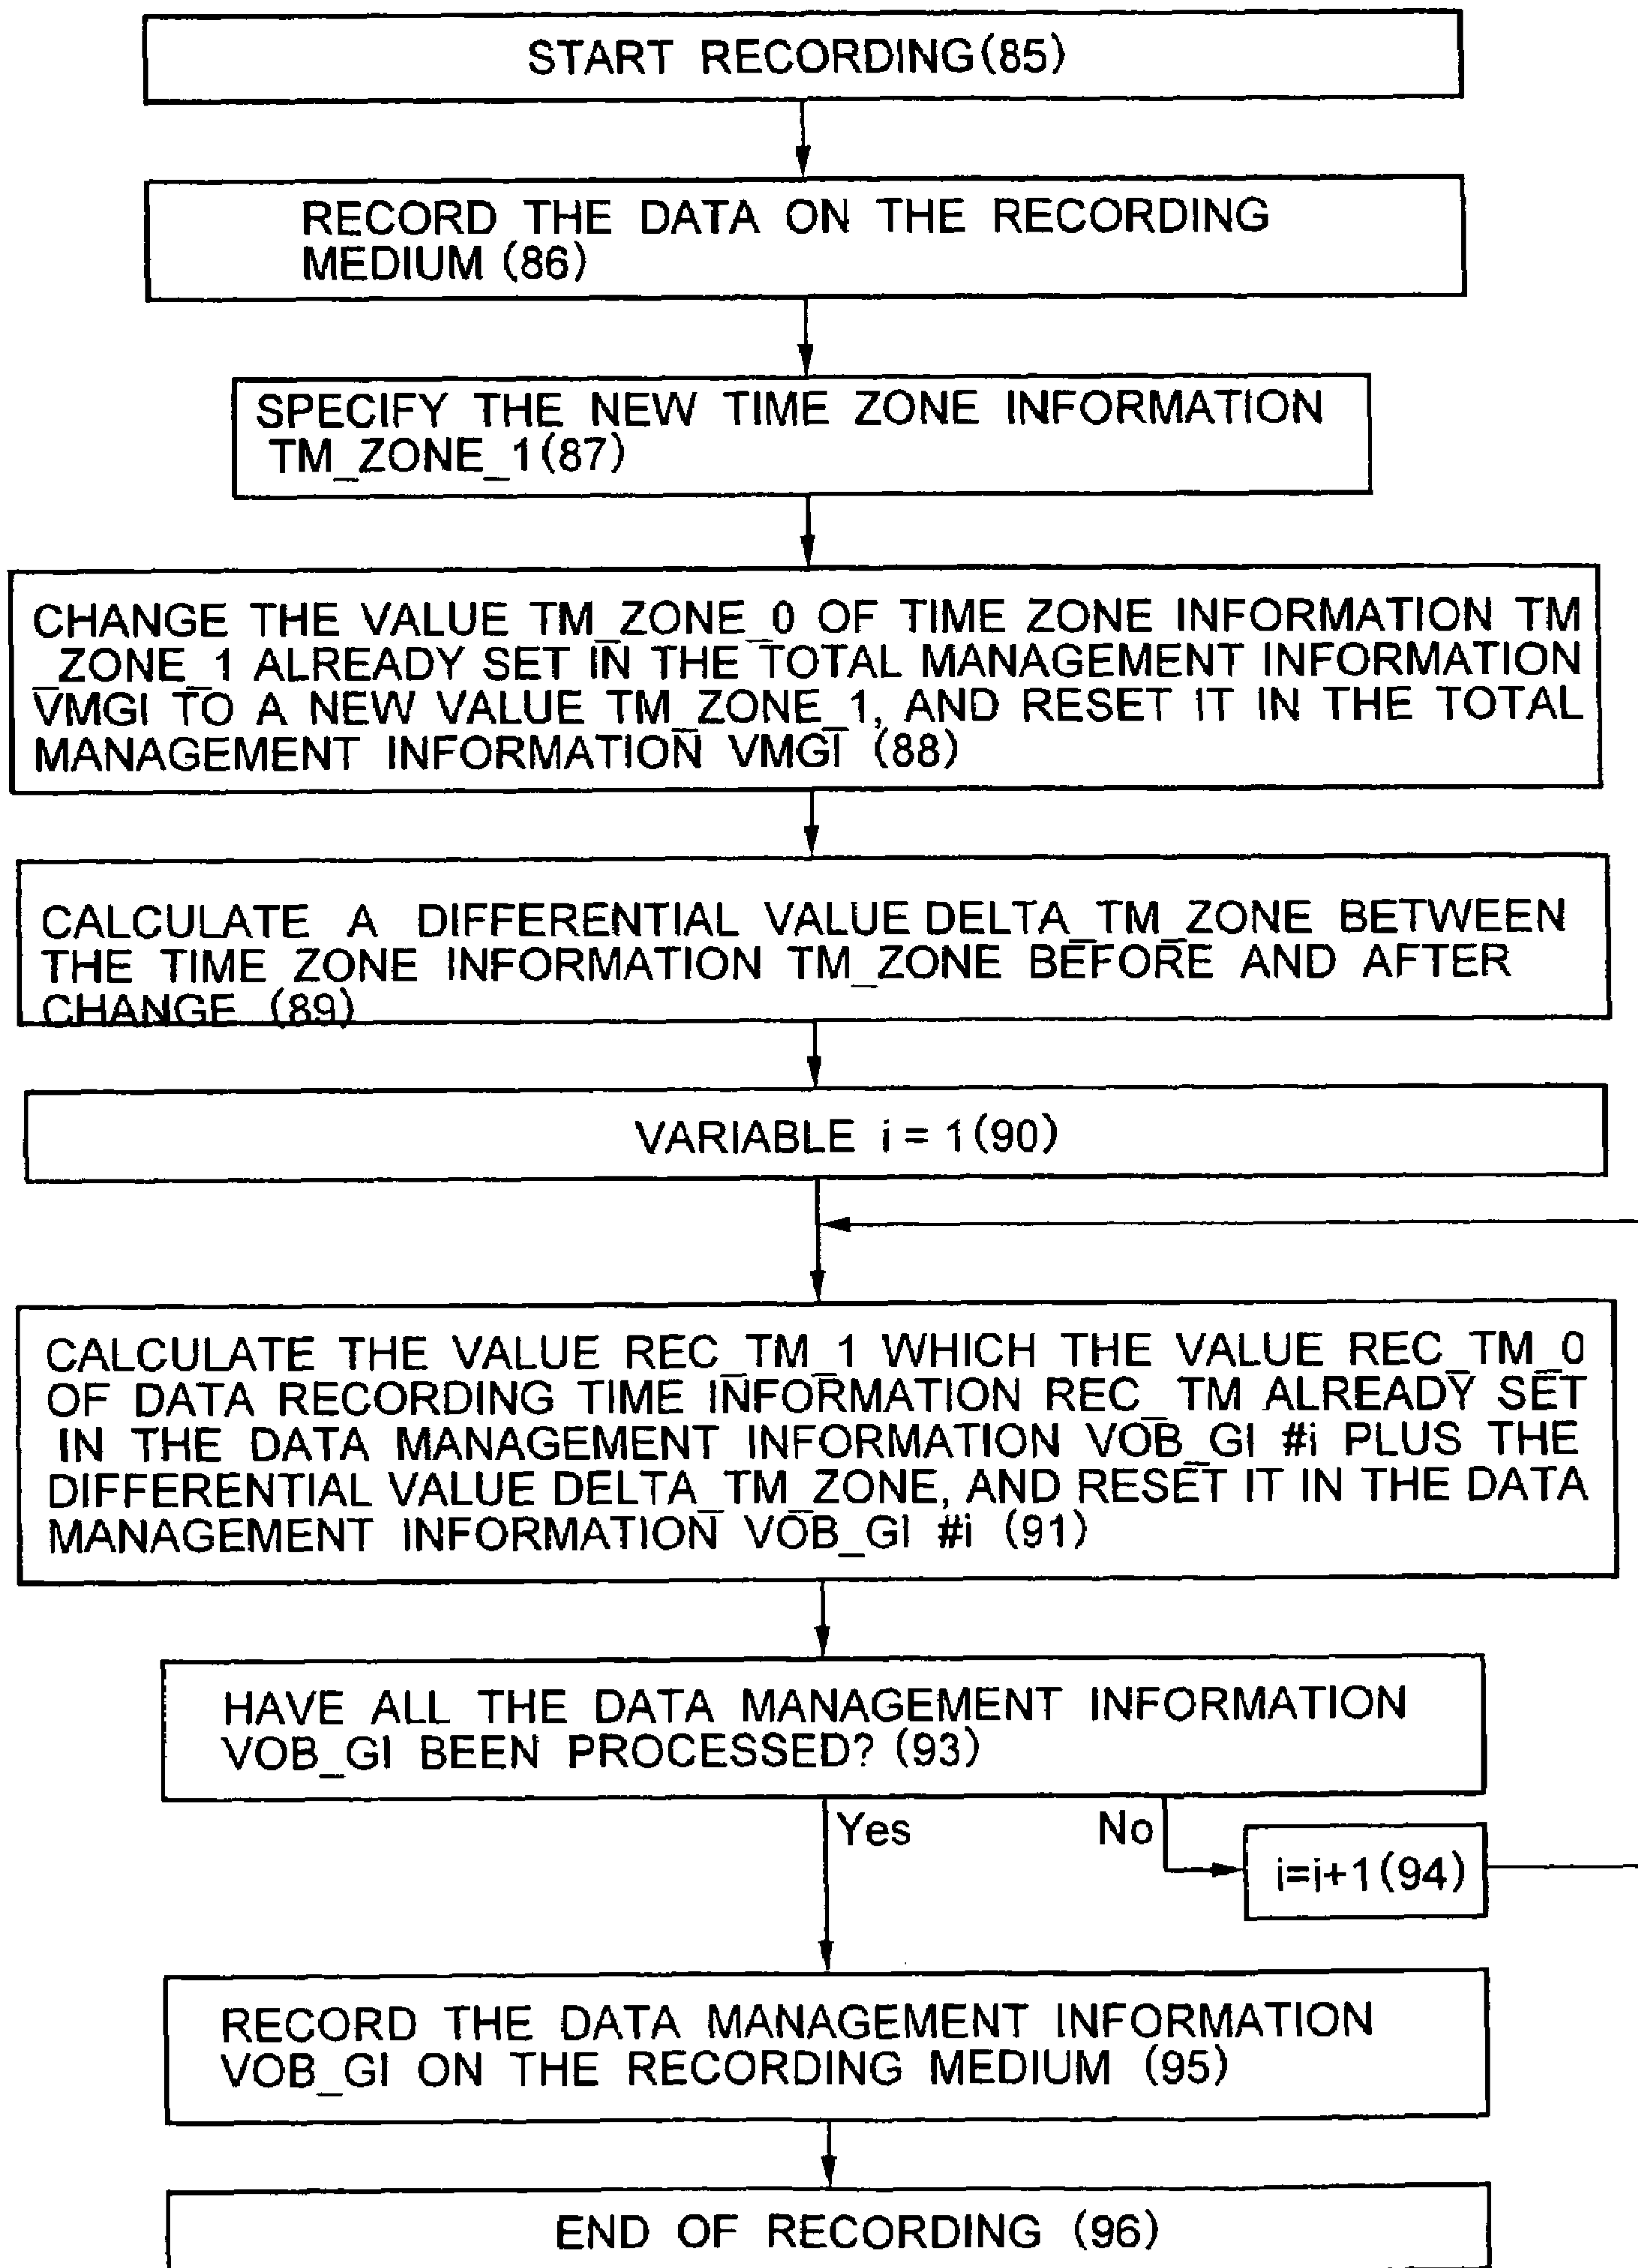 START RECORDING(85)
RECORD THE DATA ON THE RECORDING
MEDIUM (86)
SPECIFY THE NEW TIME ZONE INFORMATION
TM_ZONE_1(87)
CHANGE THE VALUE TM_ZONE_0 OF TIME ZONE INFORMATION TM
_ZONE_1 ALREADY SET IN THE TOTAL MANAGEMENT INFORMATION
VMGI TO A NEW VALUE TM_ZONE_1, AND RESET IT IN THE TOTAL
MANAGEMENT INFORMATION VMGI (88)
CALCULATE A DIFFERENTIAL VALUE DELTA_TM_ZONE BETWEEN
THE TIME ZONE INFORMATION TM_ZONE BEFORE AND AFTER
CHANGE (89)
VARIABLE i = 1(90)
CALCULATE THE VALUE REC_TM_1 WHICH THE VALUE REC_TM_0
OF DATA RECORDING TIME INFORMATION REC_TM ALREADY SET
IN THE DATA MANAGEMENT INFORMATION VOB_GI #i PLUS THE
DIFFERENTIAL VALUE DELTA_TM_ZONE, AND RESET IT IN THE DATA
MANAGEMENT INFORMATION VOB_GI #i (91)
HAVE ALL THE DATA MANAGEMENT INFORMATION
VOB_GI BEEN PROCESSED? (93)
Yes
No
i=i+1(94)
RECORD THE DATA MANAGEMENT INFORMATION
VOB_GI ON THE RECORDING MEDIUM (95)
END OF RECORDING (96)